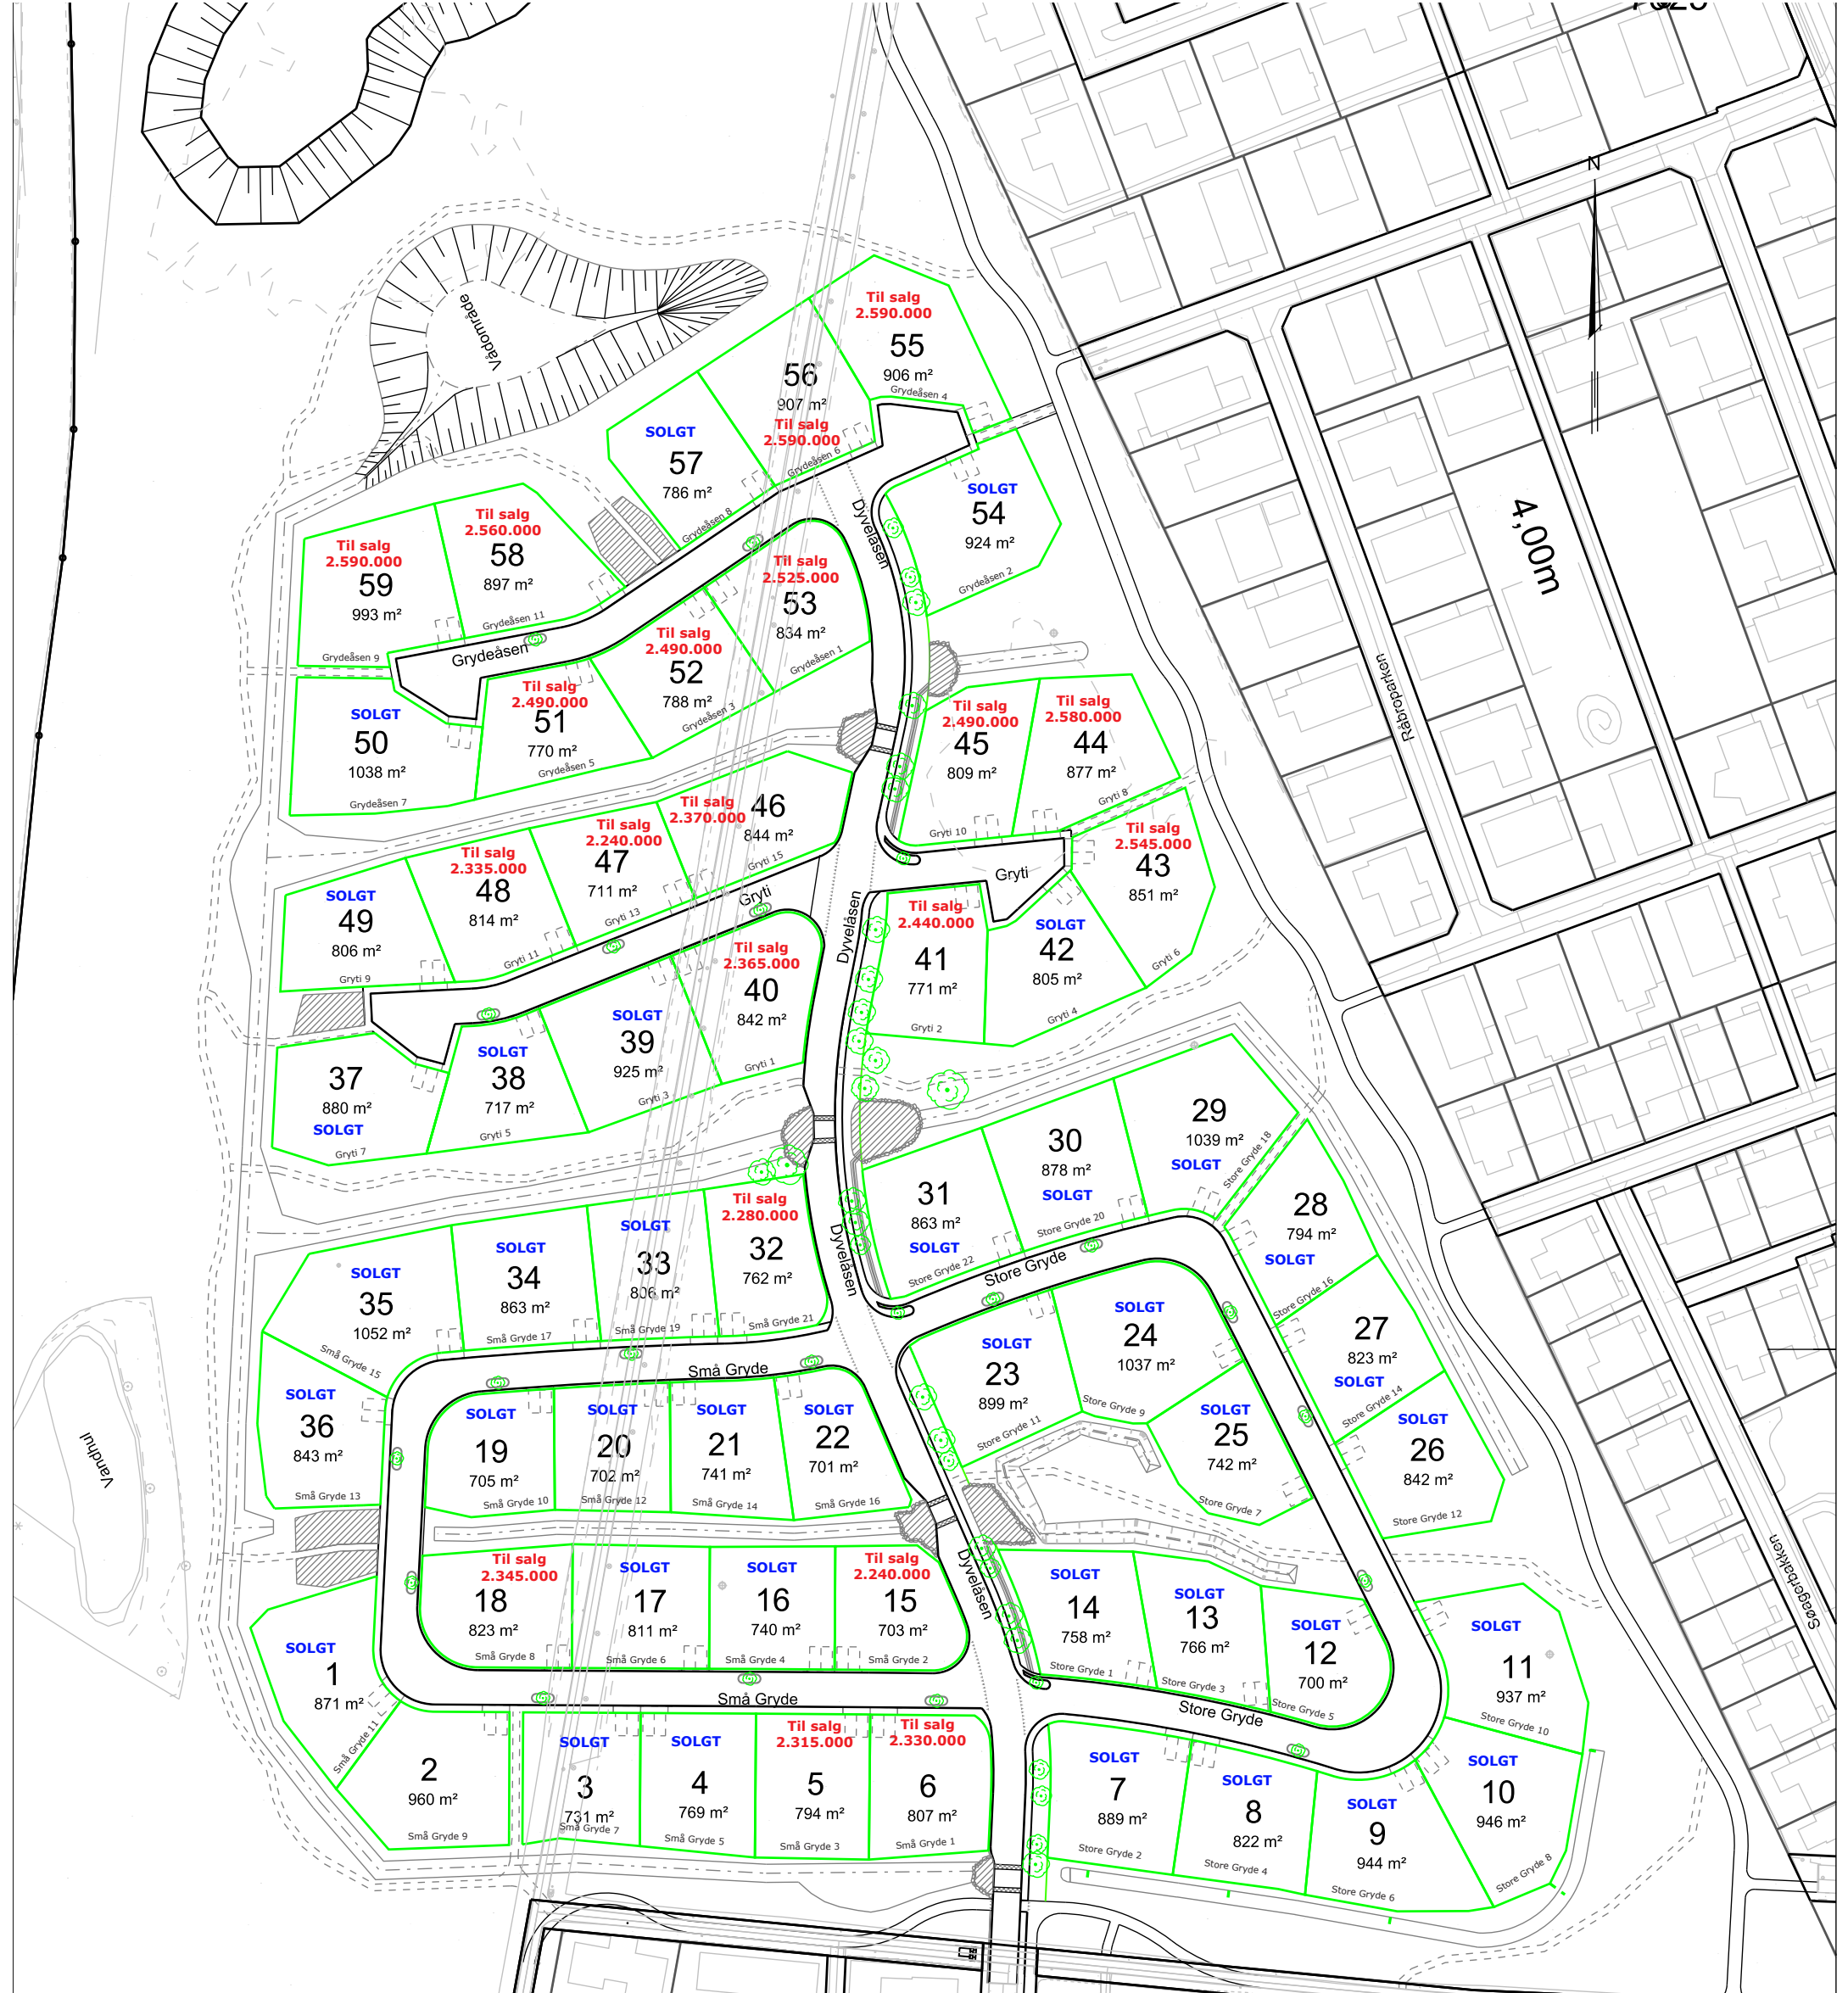 N
Vådområde
Til salg
2.590.000
55
906 m²
Grydeåsen 4
56
907 m²
Til salg
2.590.000
Grydeåsen 6
SOLGT
57
786 m²
Grydeåsen 8
SOLGT
54
924 m²
Grydeåsen 2
Dyvelåsen
4,00m
Til salg
2.560.000
58
897 m²
Grydeåsen 11
Til salg
2.590.000
59
993 m²
Grydeåsen 9
Grydeåsen
Til salg
2.525.000
53
834 m²
Grydeåsen 1
Til salg
2.490.000
52
788 m²
Grydeåsen 3
Til salg
2.490.000
51
770 m²
Grydeåsen 5
SOLGT
50
1038 m²
Grydeåsen 7
Råbroparken
Til salg
2.490.000
45
809 m²
Gryti 10
Til salg
2.580.000
44
877 m²
Gryti 8
Til salg
2.370.000
46
844 m²
Gryti 15
Til salg
2.240.000
47
711 m²
Gryti 13
Til salg
2.335.000
48
814 m²
Gryti 11
SOLGT
49
806 m²
Gryti 9
Gryti
Gryti
Til salg
2.545.000
43
851 m²
Gryti 6
SOLGT
42
805 m²
Gryti 4
Til salg
2.440.000
41
771 m²
Gryti 2
Dyvelåsen
Til salg
2.365.000
40
842 m²
Gryti 1
SOLGT
39
925 m²
Gryti 3
SOLGT
38
717 m²
Gryti 5
37
880 m²
SOLGT
Gryti 7
29
1039 m²
SOLGT
Store Gryde 18
30
878 m²
SOLGT
Store Gryde 20
31
863 m²
SOLGT
Store Gryde 22
28
794 m²
SOLGT
Store Gryde 16
Til salg
2.280.000
32
762 m²
Små Gryde 21
SOLGT
33
806 m²
Små Gryde 19
SOLGT
34
863 m²
Små Gryde 17
SOLGT
35
1052 m²
Små Gryde 15
Dyvelåsen
Store Gryde
27
823 m²
SOLGT
Store Gryde 14
SOLGT
24
1037 m²
Store Gryde 9
SOLGT
23
899 m²
Store Gryde 11
SOLGT
25
742 m²
Store Gryde 7
SOLGT
26
842 m²
Store Gryde 12
Små Gryde
SOLGT
36
843 m²
Små Gryde 13
SOLGT
19
705 m²
Små Gryde 10
SOLGT
20
702 m²
Små Gryde 12
SOLGT
21
741 m²
Små Gryde 14
SOLGT
22
701 m²
Små Gryde 16
Vandhul
Til salg
2.345.000
18
823 m²
Små Gryde 8
SOLGT
17
811 m²
Små Gryde 6
SOLGT
16
740 m²
Små Gryde 4
Til salg
2.240.000
15
703 m²
Små Gryde 2
Dyvelåsen
SOLGT
14
758 m²
Store Gryde 1
SOLGT
13
766 m²
Store Gryde 3
SOLGT
12
700 m²
Store Gryde 5
SOLGT
11
937 m²
Store Gryde 10
Søagerbakken
SOLGT
1
871 m²
Små Gryde 11
Små Gryde
Store Gryde
2
960 m²
Små Gryde 9
SOLGT
3
731 m²
Små Gryde 7
SOLGT
4
769 m²
Små Gryde 5
Til salg
2.315.000
5
794 m²
Små Gryde 3
Til salg
2.330.000
6
807 m²
Små Gryde 1
SOLGT
7
889 m²
Store Gryde 2
SOLGT
8
822 m²
Store Gryde 4
SOLGT
9
944 m²
Store Gryde 6
SOLGT
10
946 m²
Store Gryde 8